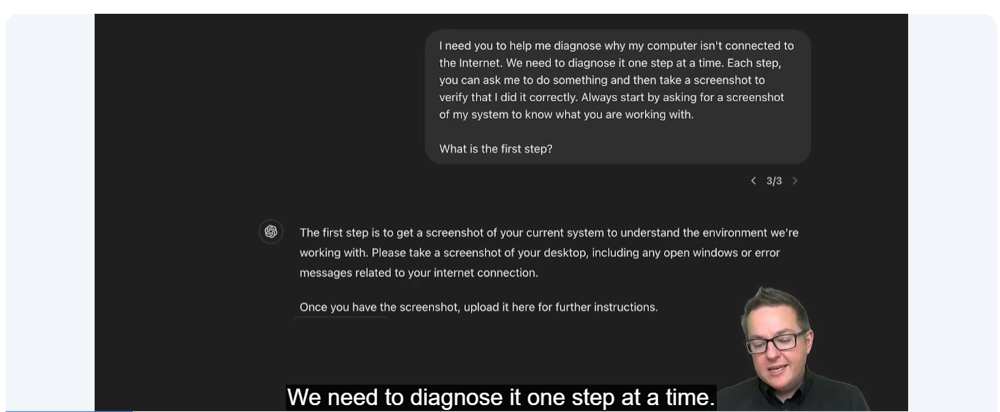 I need you to help me diagnose why my computer isn't connected to
the Internet. We need to diagnose it one step at a time. Each step,
you can ask me to do something and then take a screenshot to
verify that I did it correctly. Always start by asking for a screenshot
of my system to know what you are working with.
What is the first step?
< 3/3 >
The first step is to get a screenshot of your current system to understand the environment we're
working with. Please take a screenshot of your desktop, including any open windows or error
messages related to your internet connection.
Once you have the screenshot, upload it here for further instructions.
We need to diagnose it one step at a time.